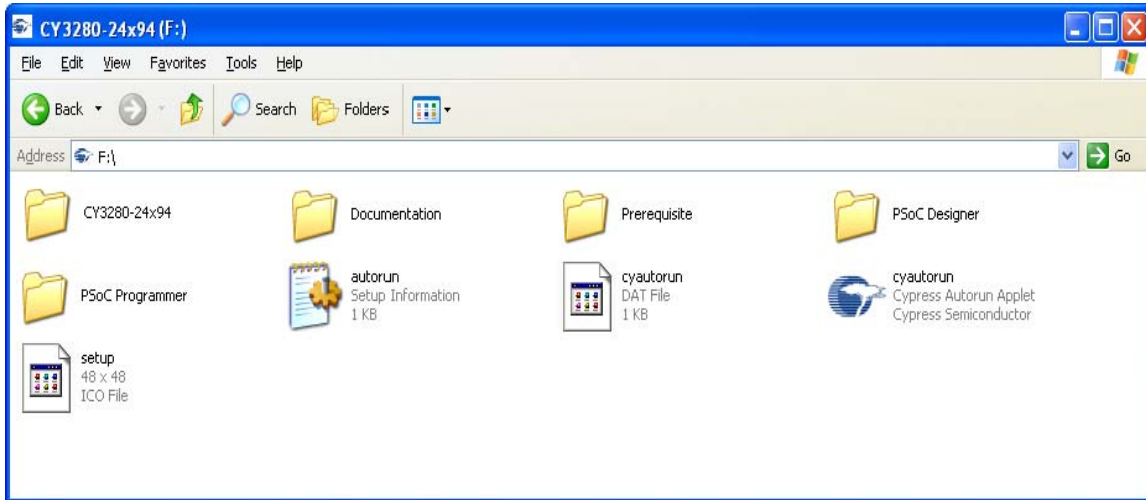 CY3280-24x94 (F:)
File Edit View Favorites Tools Help
Back Search Folders
Address F:\ Go
CY3280-24x94
Documentation
Prerequisite
PSoC Designer
PSoC Programmer
autorun
Setup Information
1 KB
cyautorun
DAT File
1 KB
cyautorun
Cypress Autorun Applet
Cypress Semiconductor
setup
48 x 48
ICO File